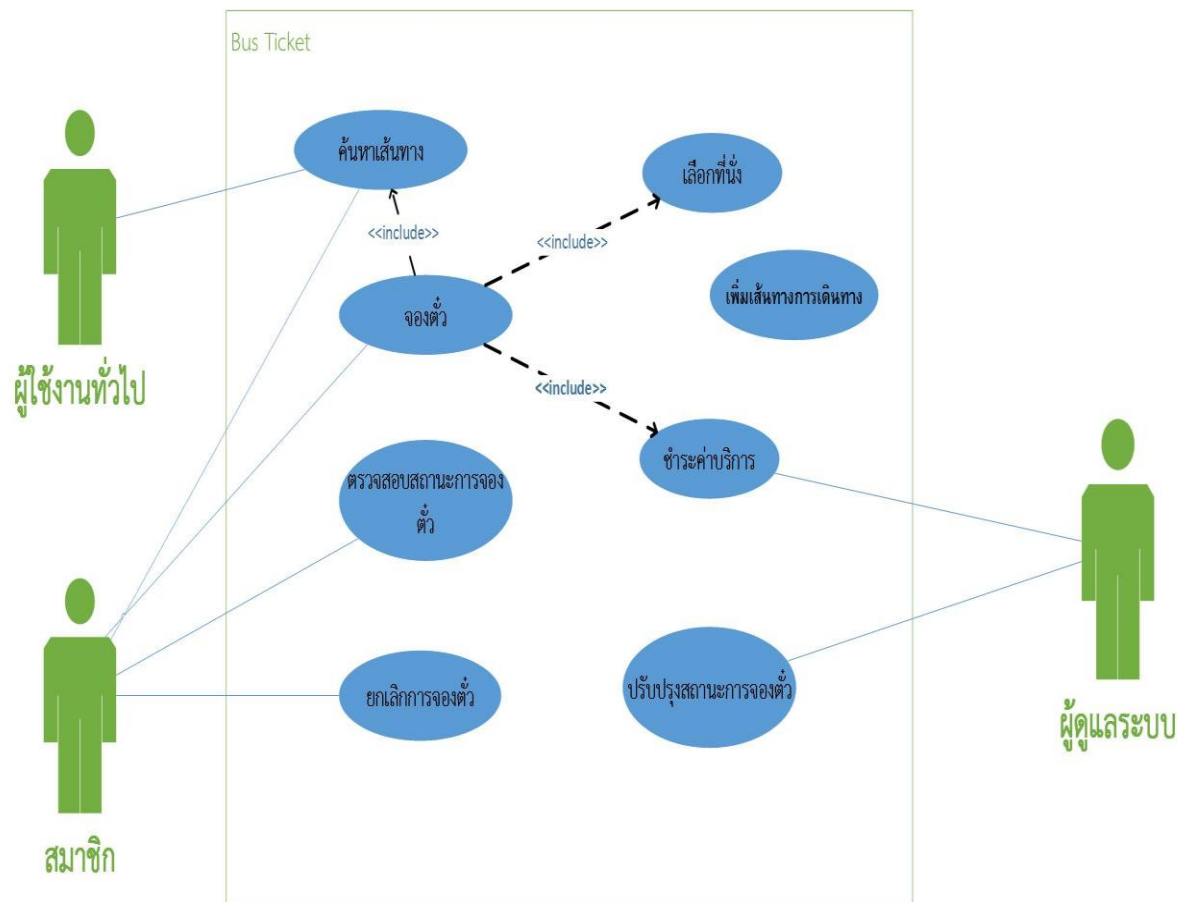 Bus Ticket
ค้นหาเส้นทาง
เลือกที่นั่ง
<<include>>
<<include>>
เพิ่มเส้นทางการเดินทาง
จองตั๋ว
ผู้ใช้งานทั่วไป
<<include>>
ชำระค่าบริการ
ตรวจสอบสถานะการจอง
ตั๋ว
ยกเลิกการจองตั๋ว
ปรับปรุงสถานะการจองตั๋ว
ผู้ดูแลระบบ
สมาชิก